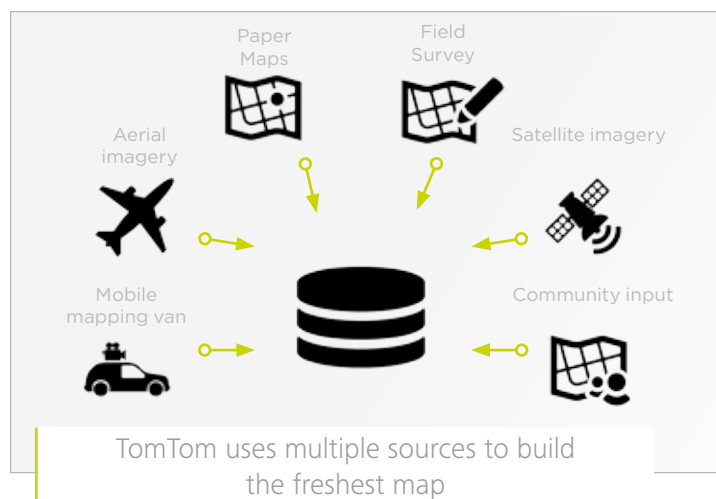 Paper
Maps
Field
Survey
Aerial
imagery
Satellite imagery
Mobile
mapping van
Community input
TomTom uses multiple sources to build
the freshest map